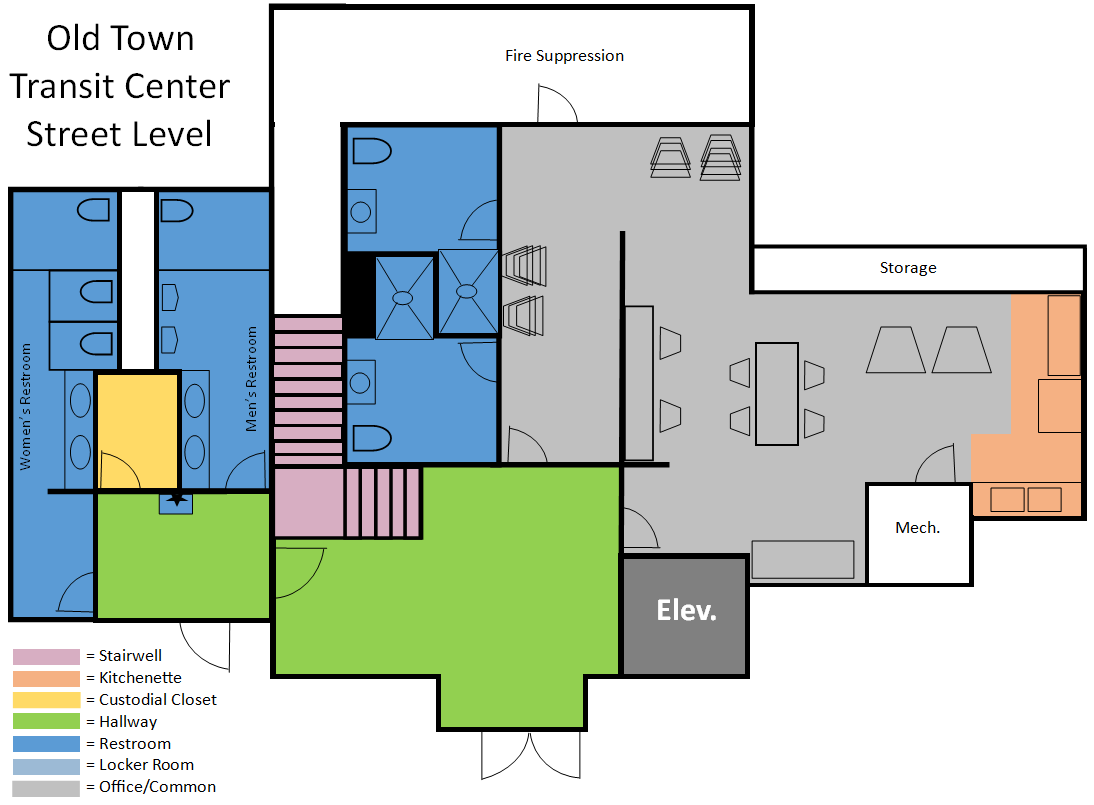 Old Town
Transit Center
Street Level
Fire Suppression
Storage
Women's Restroom
Men's Restroom
Mech.
Elev.
= Stairwell
= Kitchenette
= Custodial Closet
= Hallway
= Restroom
= Locker Room
= Office/Common